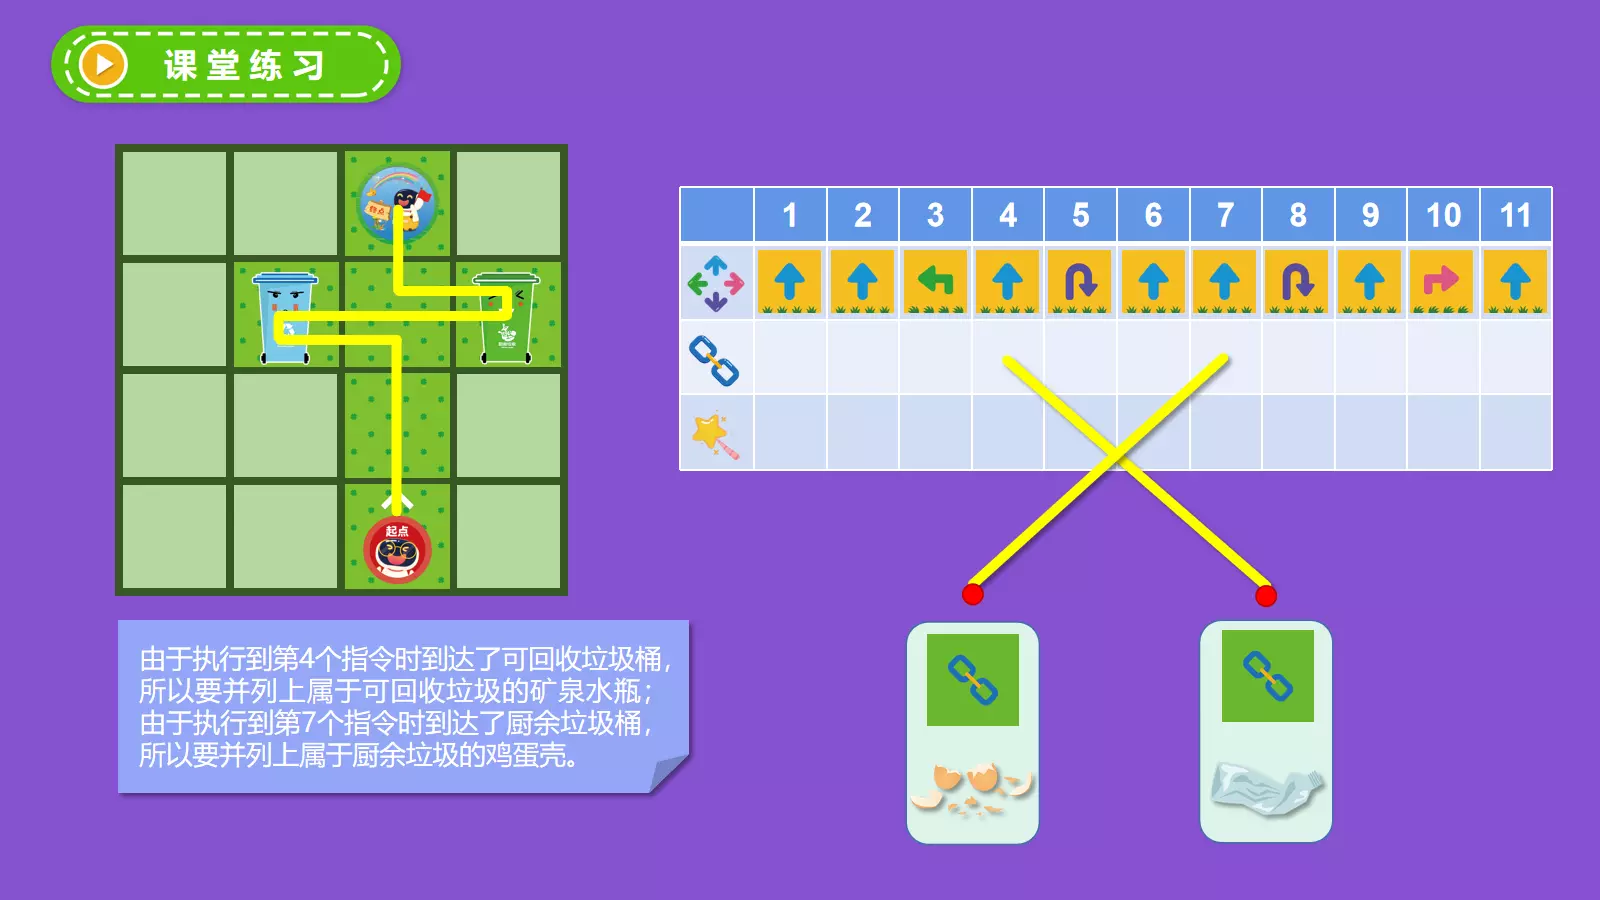 课堂练习
终点
起点
1 2 3 4 5 6 7 8 9 10 11
由于执行到第4个指令时到达了可回收垃圾桶，
所以要并列上属于可回收垃圾的矿泉水瓶；
由于执行到第7个指令时到达了厨余垃圾桶，
所以要并列上属于厨余垃圾的鸡蛋壳。